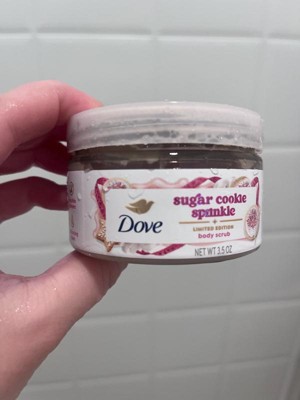 Dove
sugar cookie
sprinkle
LIMITED EDITION
body scrub
NET WT 3.5 OZ